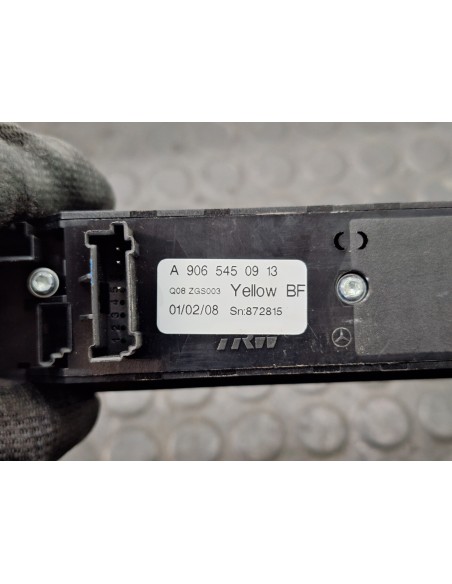 A 906 545 09 13
Q08 ZGS003 Yellow BF
01/02/08 Sn:872815
TRW